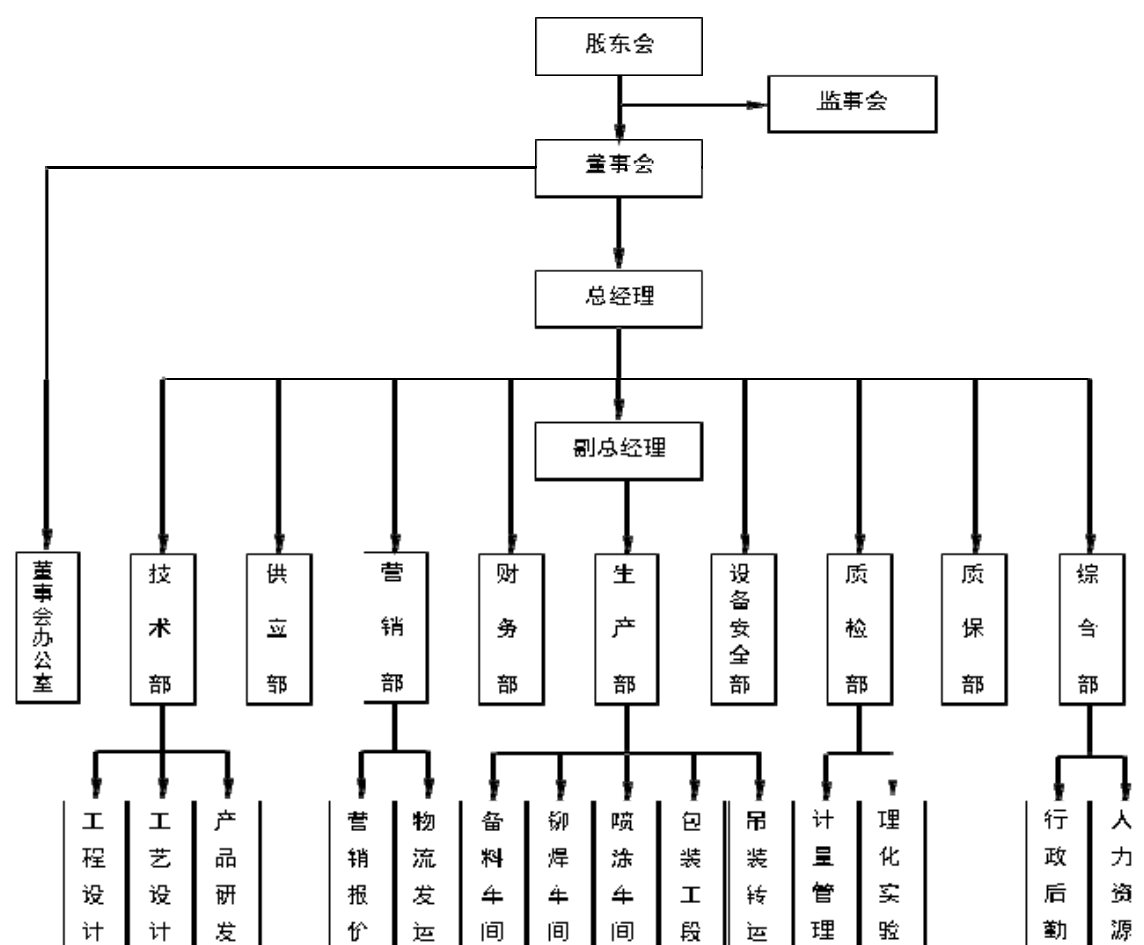 股东会
监事会
董事会
总经理
副总经理
董事会办公室
技术部
供应部
营销部
财务部
生产部
设备安全部
质检部
质保部
综合部
工程设计
工艺设计
产品研发
营销报价
物流发运
备料车间
铆焊车间
喷涂车间
包装工段
吊装转运
计量管理
理化实验
行政后勤
人力资源